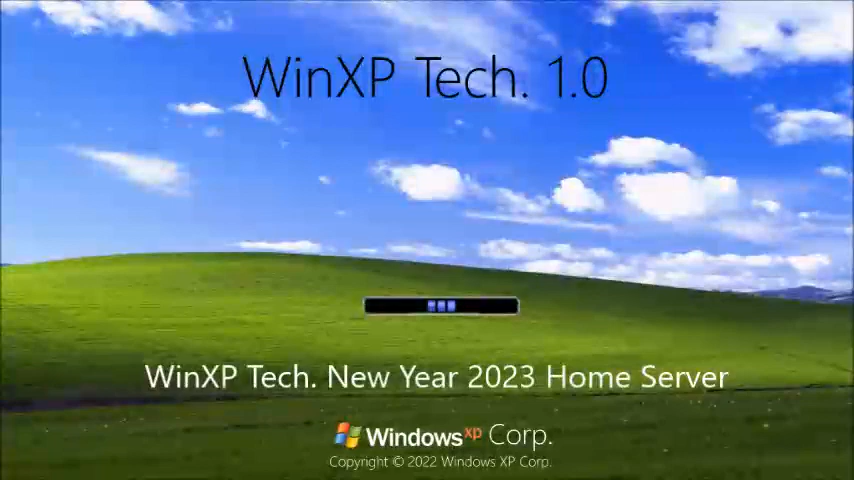 WinXP Tech. 1.0
WinXP Tech. New Year 2023 Home Server
Windows xp Corp.
Copyright © 2022 Windows XP Corp.